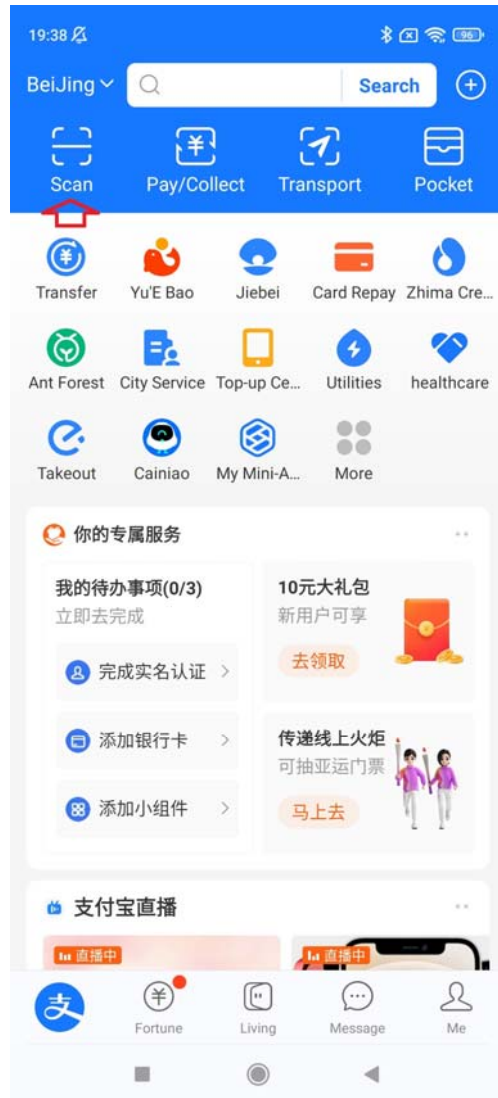 19:38
96
BeiJing
Search
Scan
Pay/Collect
Transport
Pocket
Transfer
Yu'E Bao
Jiebei
Card Repay
Zhima Cre...
Ant Forest
City Service
Top-up Ce...
Utilities
healthcare
Takeout
Cainiao
My Mini-A...
More
你的专属服务
我的待办事项(0/3)
立即去完成
完成实名认证
添加银行卡
添加小组件
10元大礼包
新用户可享
去领取
传递线上火炬
可抽亚运门票
马上去
支付宝直播
直播中
直播中
支
Fortune
Living
Message
Me